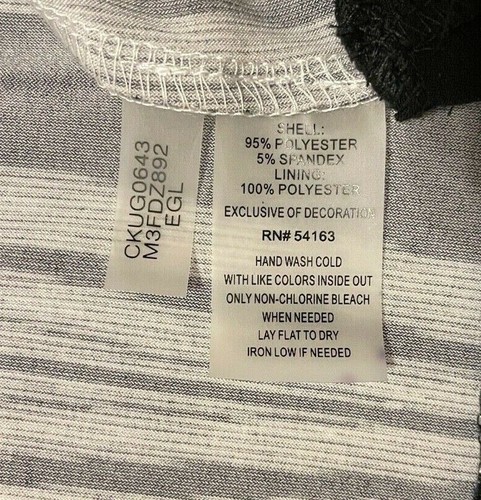 CKUG0643
M3FDZ892
EGL
SHELL:
95% POLYESTER
5% SPANDEX
LINING:
100% POLYESTER
EXCLUSIVE OF DECORATION
RN# 54163
HAND WASH COLD
WITH LIKE COLORS INSIDE OUT
ONLY NON-CHLORINE BLEACH
WHEN NEEDED
LAY FLAT TO DRY
IRON LOW IF NEEDED